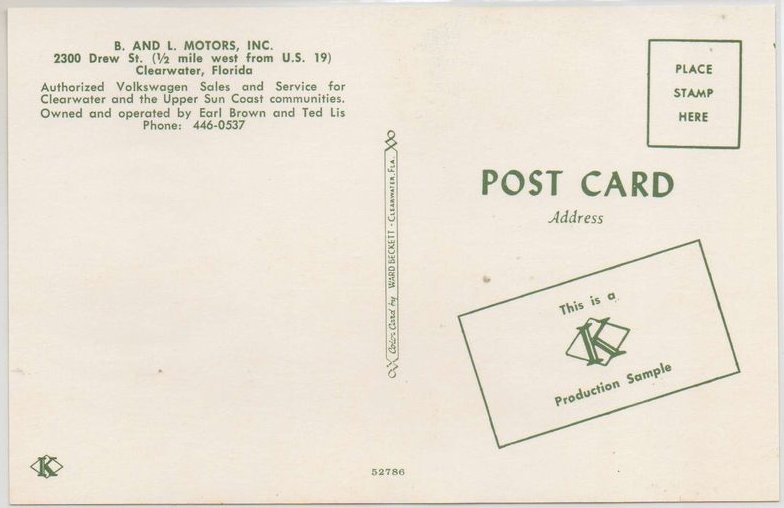 B. AND L. MOTORS, INC.
2300 Drew St. (½ mile west from U.S. 19)
Clearwater, Florida
Authorized Volkswagen Sales and Service for
Clearwater and the Upper Sun Coast communities.
Owned and operated by Earl Brown and Ted Lis
Phone: 446-0537
K
Color Card by WARD BECKETT - CLEARWATER, FLA.
52786
PLACE
STAMP
HERE
POST CARD
Address
This is a
K
Production Sample